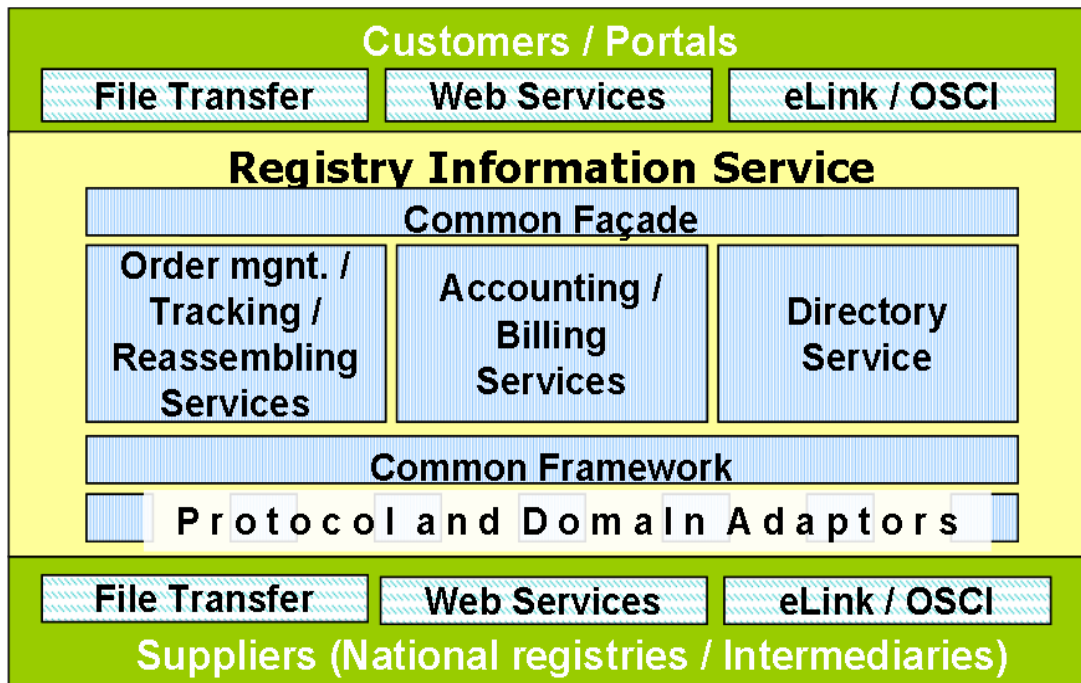 Customers / Portals
File Transfer
Web Services
eLink / OSCI
Registry Information Service
Common Façade
Order mgnt. /
Tracking /
Reassembling
Services
Accounting /
Billing
Services
Directory
Service
Common Framework
Protocol and Domain Adaptors
File Transfer
Web Services
eLink / OSCI
Suppliers (National registries / Intermediaries)